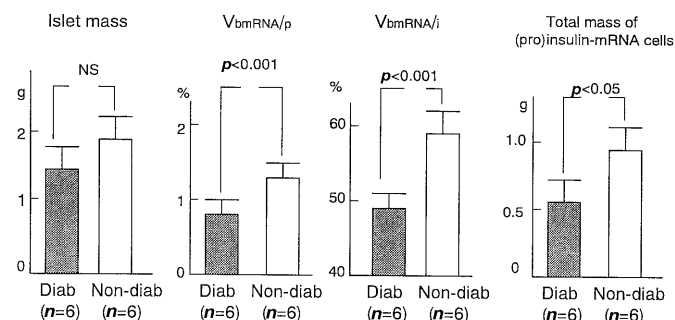 Islet mass
NS
g
2
1
0
Diab Non-diab
(n=6) (n=6)
VbmRNA/p
p<0.001
%
2
1
0
Diab Non-diab
(n=6) (n=6)
VbmRNA/i
p<0.001
%
60
50
40
Diab Non-diab
(n=6) (n=6)
Total mass of
(pro)insulin-mRNA cells
p<0.05
g
1.0
0.5
0
Diab Non-diab
(n=6) (n=6)